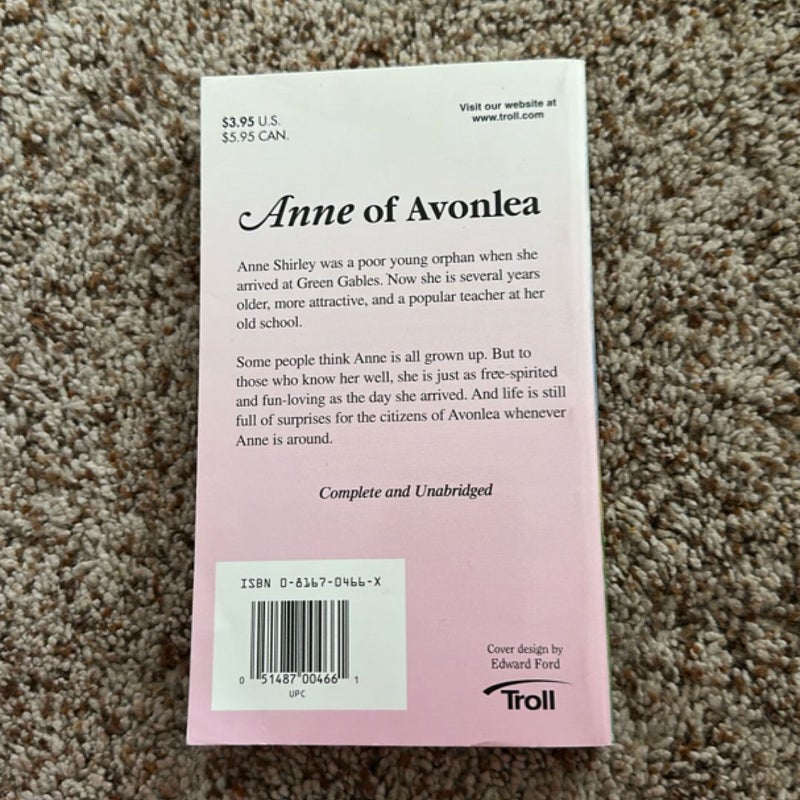 $3.95 U.S.
$5.95 CAN.
Visit our website at
www.troll.com
Anne of Avonlea
Anne Shirley was a poor young orphan when she
arrived at Green Gables. Now she is several years
older, more attractive, and a popular teacher at her
old school.
Some people think Anne is all grown up. But to
those who know her well, she is just as free-spirited
and fun-loving as the day she arrived. And life is still
full of surprises for the citizens of Avonlea whenever
Anne is around.
Complete and Unabridged
ISBN 0-8167-0466-X
0 51487 00466 1
UPC
Cover design by
Edward Ford
Troll